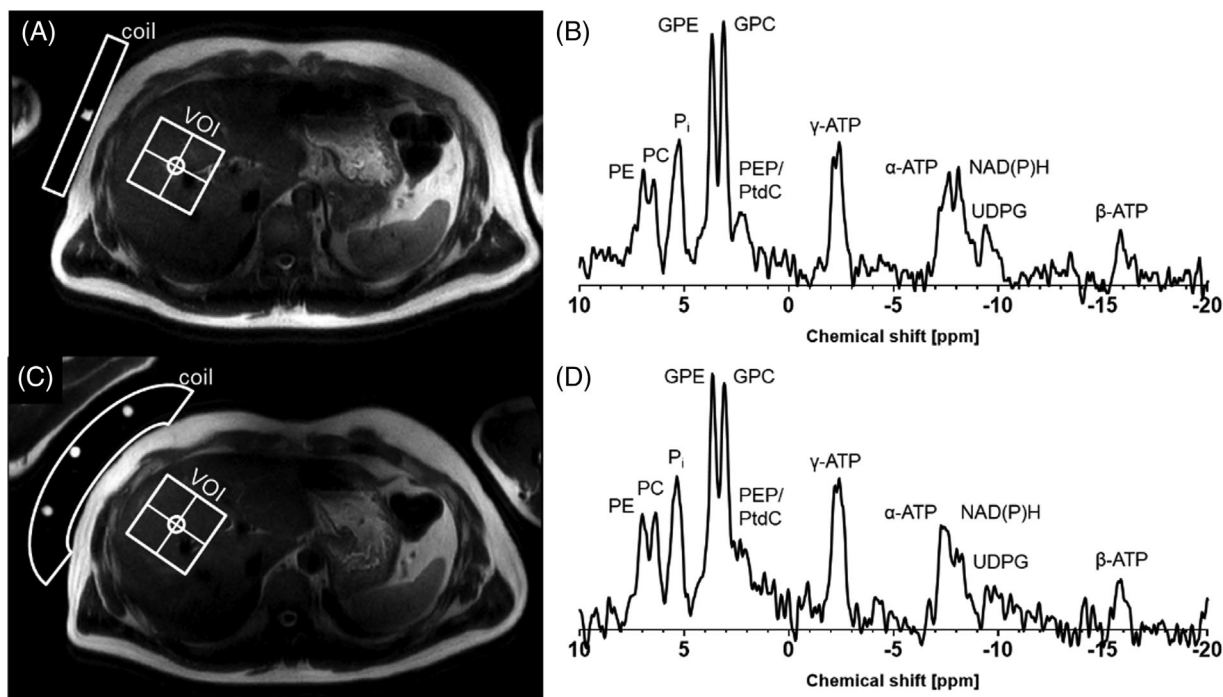 (A)
coil
VOI
(B)
GPE GPC
Pi
PC
PE
PEP/
PtdC
γ-ATP
α-ATP NAD(P)H
UDPG
β-ATP
10 5 0 -5 -10 -15 -20
Chemical shift [ppm]
(C)
coil
VOI
(D)
GPE GPC
Pi
PC
PE
PEP/
PtdC
γ-ATP
α-ATP NAD(P)H
UDPG
β-ATP
10 5 0 -5 -10 -15 -20
Chemical shift [ppm]